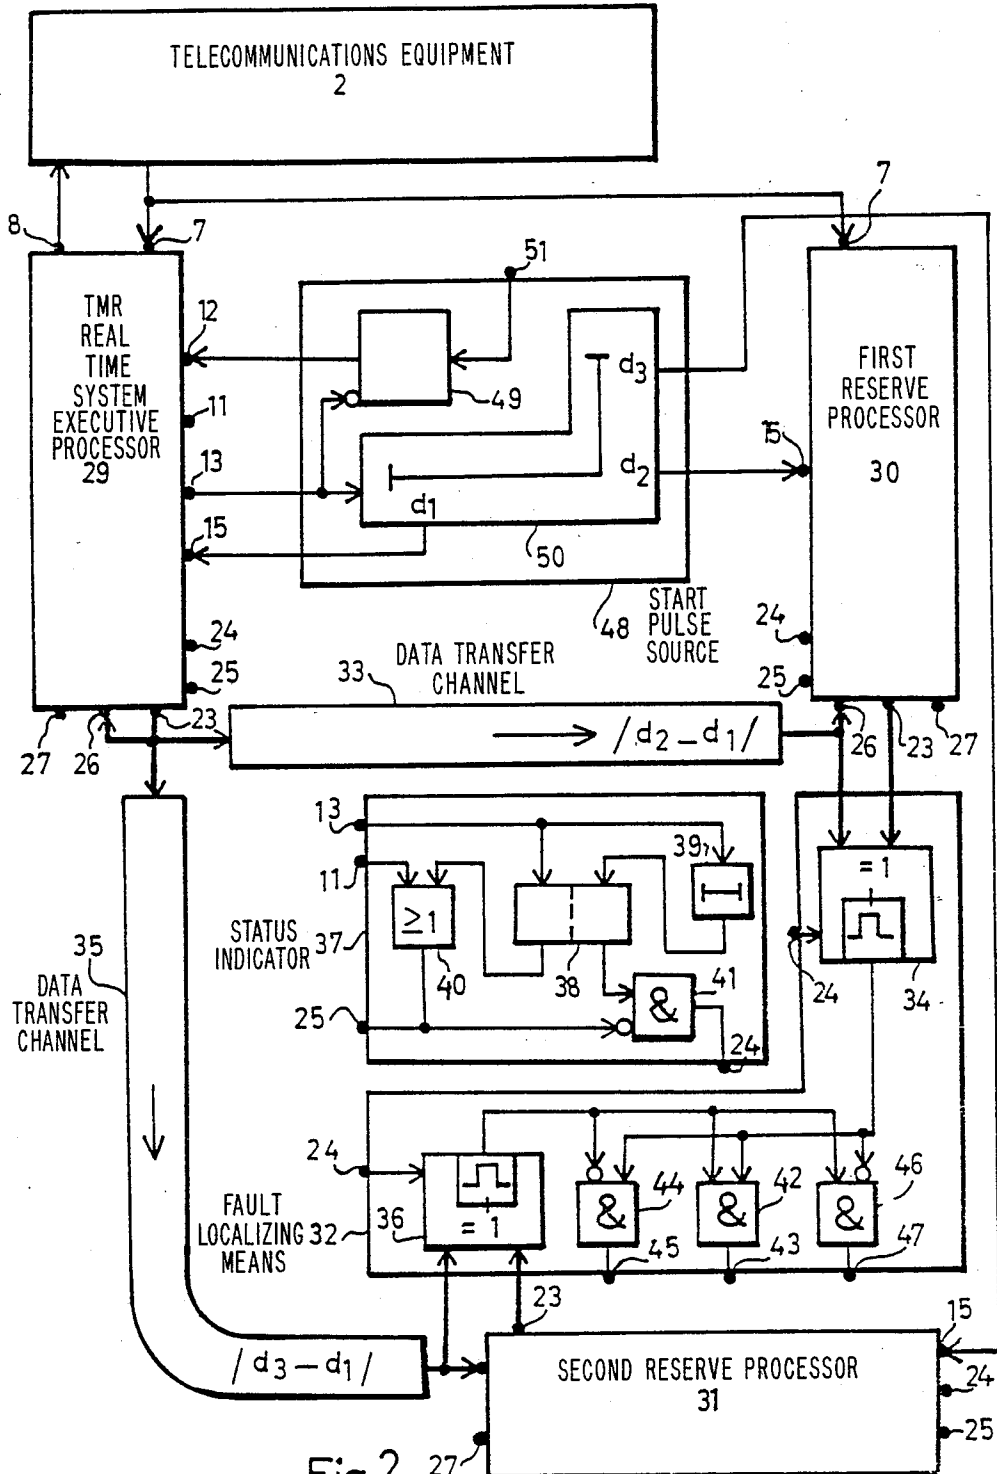 TELECOMMUNICATIONS EQUIPMENT
2
8
7
7
TMR
REAL
TIME
SYSTEM
EXECUTIVE
PROCESSOR
29
12
11
13
15
24
25
27
26
23
51
49
d3
d2
d1
50
48
START
PULSE
SOURCE
FIRST
RESERVE
PROCESSOR
30
15
24
25
26
23
27
DATA TRANSFER
CHANNEL
33
/d2-d1/
13
11
39
≥1
40
38
STATUS
INDICATOR 37
25
&
41
24
=1
24
34
35
DATA
TRANSFER
CHANNEL
24
FAULT
LOCALIZING 32
MEANS
36
=1
&
44
&
42
&
46
45
43
47
23
/d3-d1/
SECOND RESERVE PROCESSOR
31
15
24
25
27
Fig 2